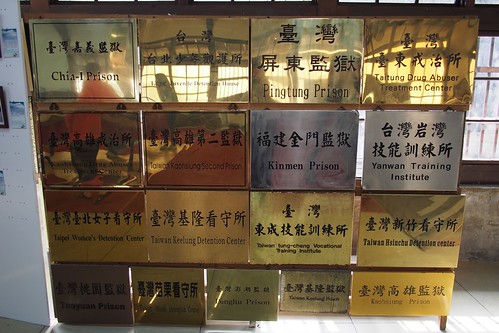 臺灣嘉義監獄
Chia-I Prison
台灣
台北少年觀護所
Taipei Juvenile Detention House
臺灣
屏東監獄
Pingtung Prison
臺灣
臺東戒治所
Taitung Drug Abuser
Treatment Center
臺灣高雄戒治所
臺灣高雄第二監獄
Taiwan Kaohsiung Second Prison
福建金門監獄
Kinmen Prison
台灣岩灣
技能訓練所
Yanwan Training
Institute
臺灣臺北女子看守所
Taipei Women's Detention Center
臺灣基隆看守所
Taiwan Keelung Detention Center
臺灣
東成技能訓練所
Taiwan Tung-cheng Vocational
Training Institute
臺灣新竹看守所
Taiwan Hsinchu Detention center
臺灣桃園監獄
Taoyuan Prison
臺灣苗栗看守所
臺灣澎湖監獄
Penghu Prison
臺灣基隆監獄
Taiwan Keelung Prison
臺灣高雄監獄
Kaohsiung Prison